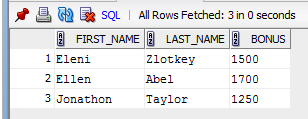 SQL | All Rows Fetched: 3 in 0 seconds
FIRST_NAME LAST_NAME BONUS
1 Eleni Zlotkey 1500
2 Ellen Abel 1700
3 Jonathon Taylor 1250